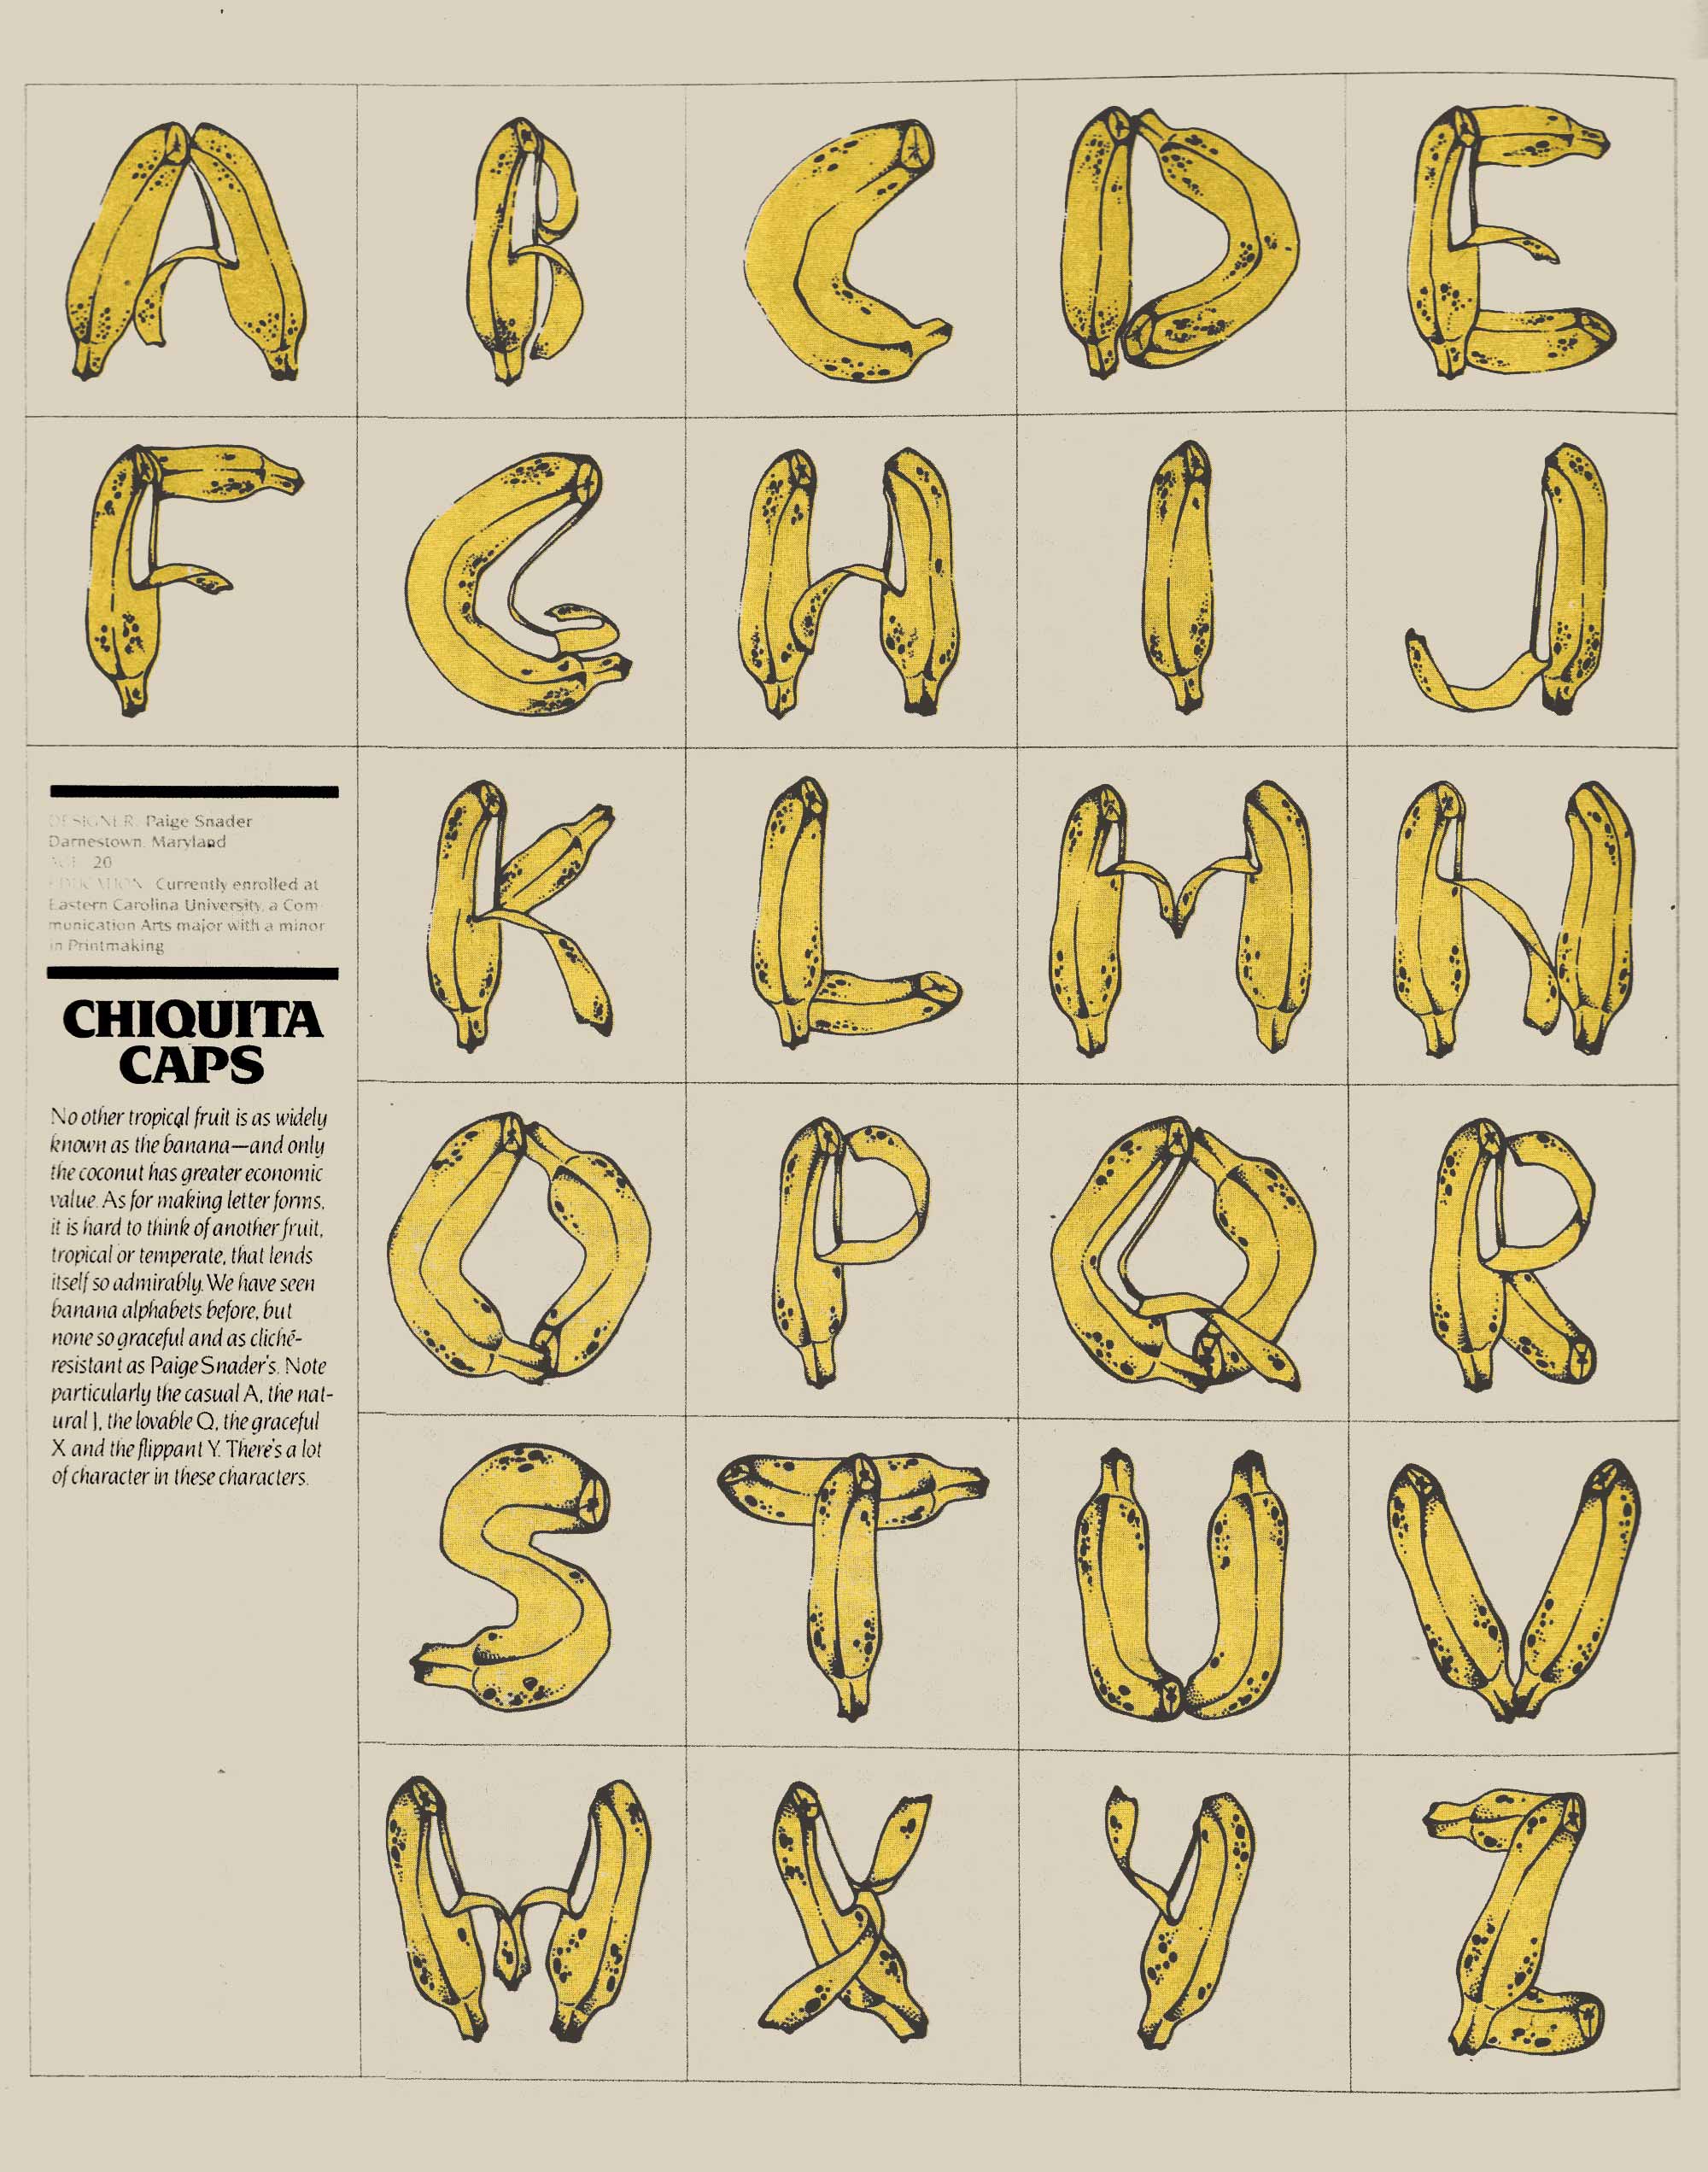 A B C D E
F G H I J
DESIGNER: Paige Snader
Darnestown, Maryland
AGE: 20
EDUCATION: Currently enrolled at
Eastern Carolina University, a Com-
munication Arts major with a minor
in Printmaking
CHIQUITA
CAPS
No other tropical fruit is as widely
known as the banana—and only
the coconut has greater economic
value. As for making letter forms,
it is hard to think of another fruit,
tropical or temperate, that lends
itself so admirably. We have seen
banana alphabets before, but
none so graceful and as cliché-
resistant as Paige Snader's. Note
particularly the casual A, the nat-
ural J, the lovable Q, the graceful
X and the flippant Y. There's a lot
of character in these characters.
K L M N
O P Q R
S T U V
W X Y Z